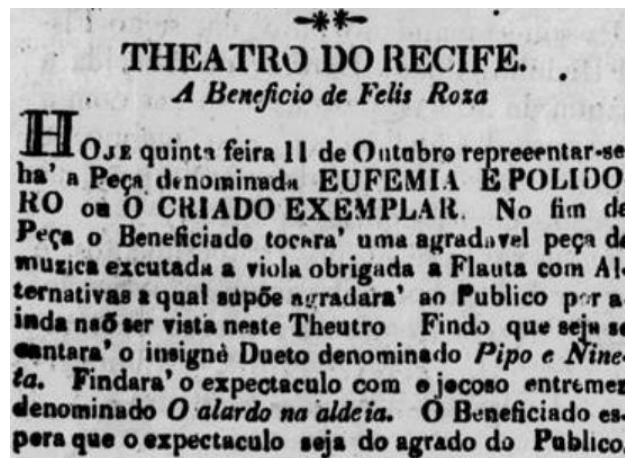 THEATRO DO RECIFE.
A Beneficio de Felis Roza
HOJE quinta feira 11 de Outubro repreentar-se
ha' a Peça denominada EUFEMIA E POLIDO-
RO ou O CRIADO EXEMPLAR. No fim de
Peça o Beneficiado tocara' uma agradavel peça de
muzica excutada a viola obrigada a Flauta com Al-
ternativas a qual supõe agradara' ao Publico por a-
inda naõ ser vista neste Theutro Findo que seja se
cantara' o insigne Dueto denominado Pipo e Nine-
ta. Findara' o expectaculo com o jocoso entremez
denominado O alardo na aldeia. O Beneficiado es-
pera que o expectaculo seja do agrado do Publico.